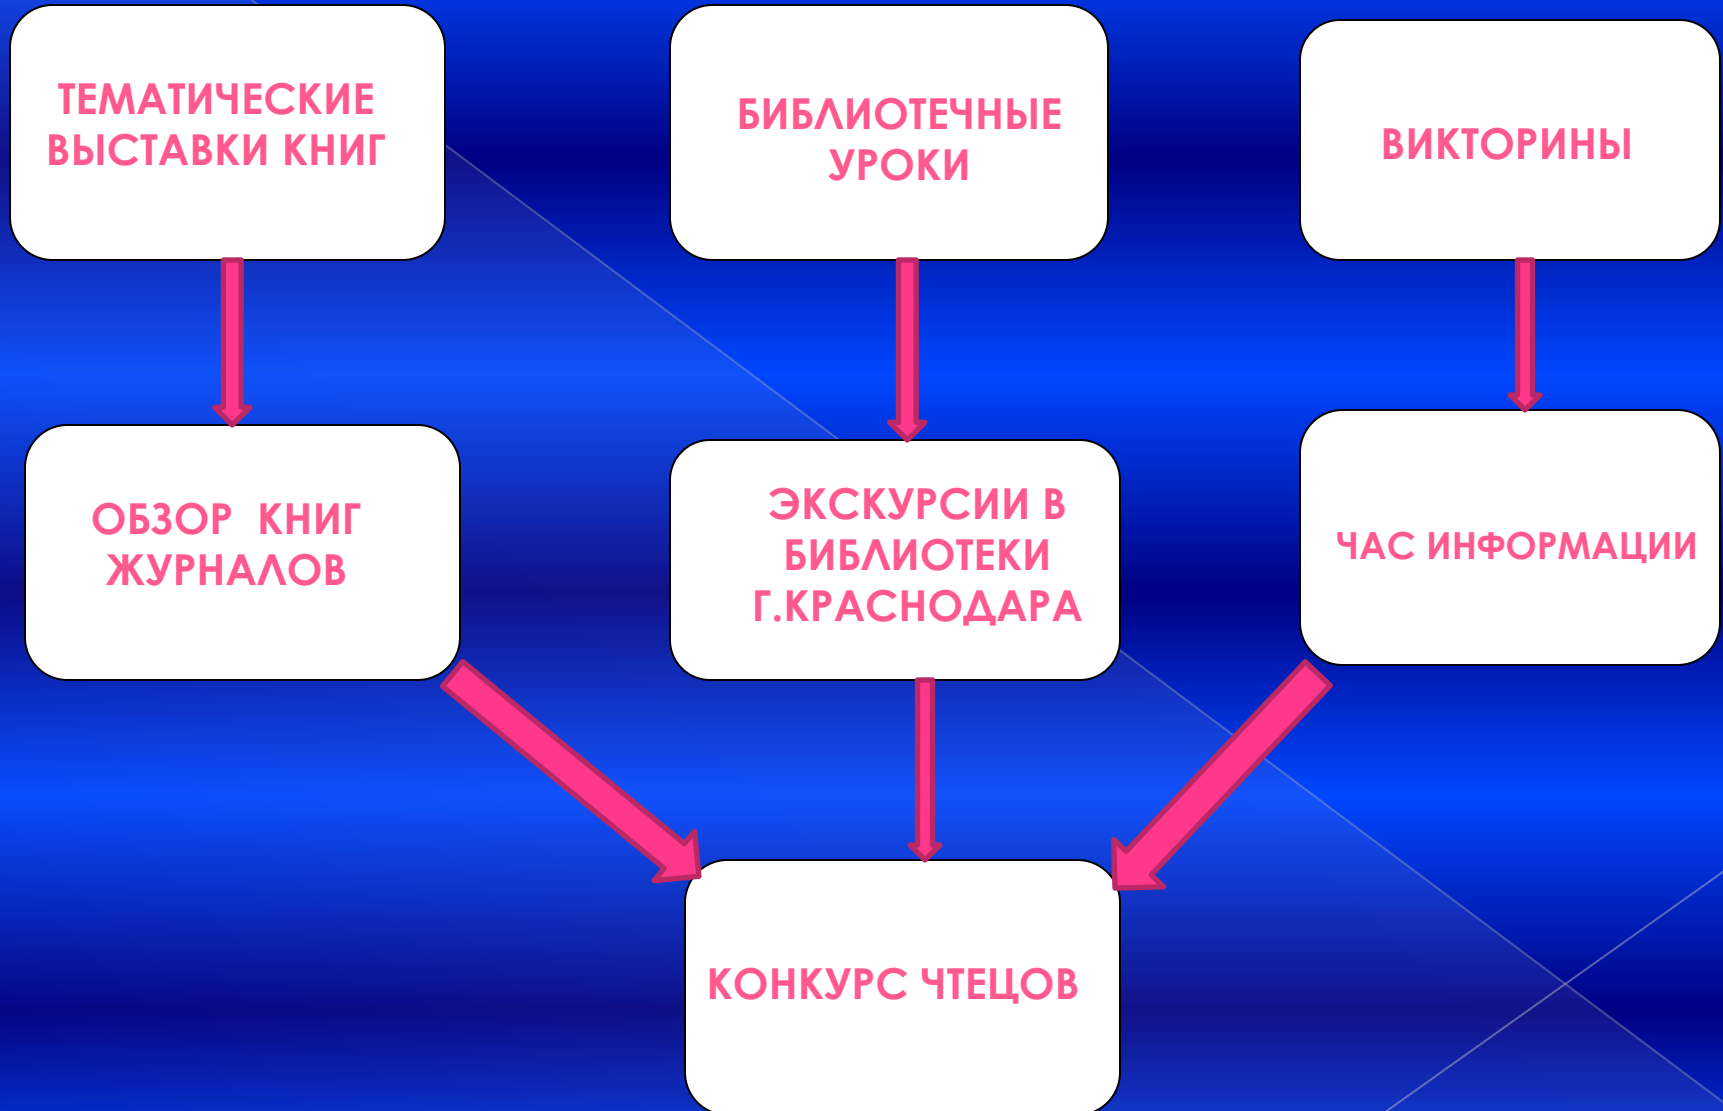 ТЕМАТИЧЕСКИЕ
ВЫСТАВКИ КНИГ
БИБЛИОТЕЧНЫЕ
УРОКИ
ВИКТОРИНЫ
ОБЗОР КНИГ
ЖУРНАЛОВ
ЭКСКУРСИИ В
БИБЛИОТЕКИ
Г.КРАСНОДАРА
ЧАС ИНФОРМАЦИИ
КОНКУРС ЧТЕЦОВ